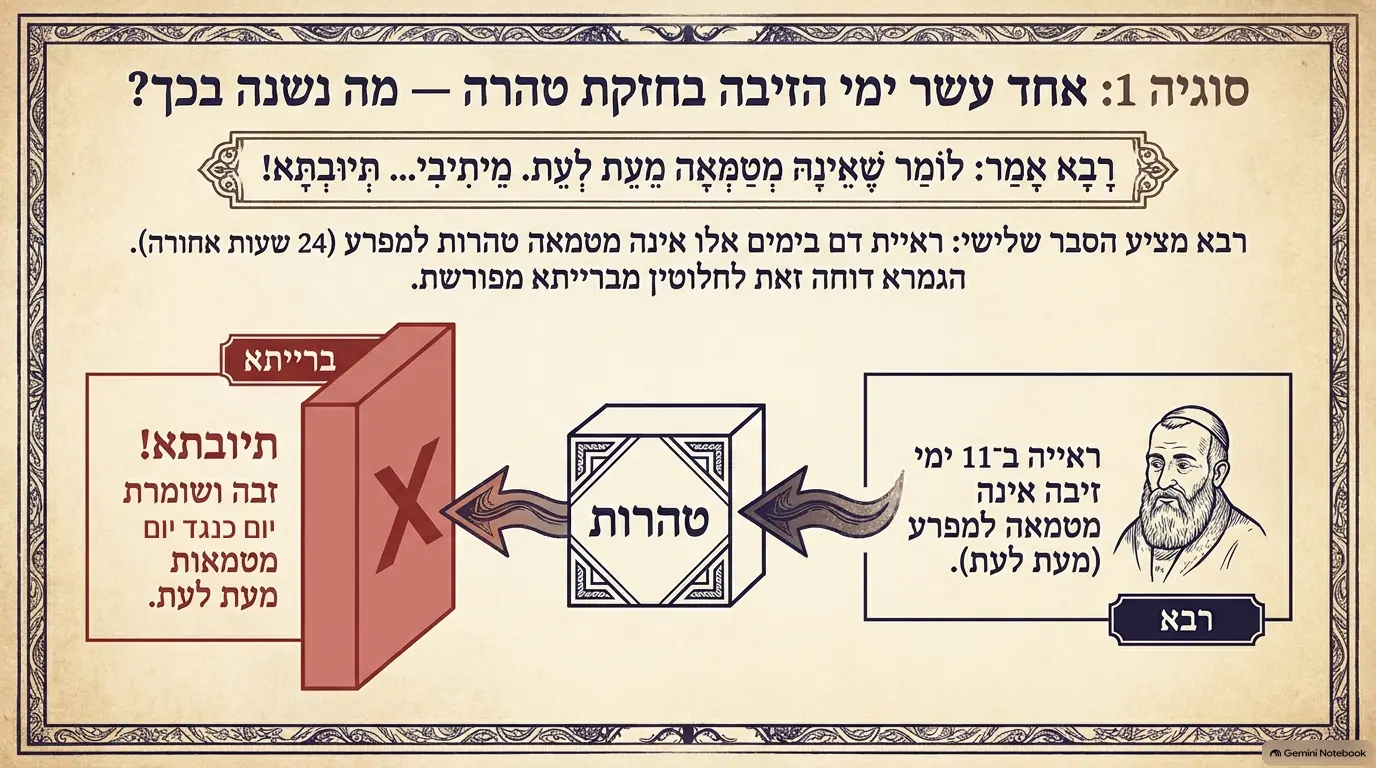 סוגיה 1: אחד עשר ימי הזיבה בחזקת טהרה — מה נשנה בכך?
רָבָא אָמַר: לוֹמַר שֶׁאֵינָהּ מְטַמְּאָה מֵעֵת לְעֵת. מֵיתִיבִי... תְּיוּבְתָּא!
רבא מציע הסבר שלישי: ראיית דם בימים אלו אינה מטמאה טהרות למפרע (24 שעות אחורה).
הגמרא דוחה זאת לחלוטין מברייתא מפורשת.
ראייה ב־11 ימי
זיבה אינה
מטמאה למפרע
(מעת לעת).
רבא
טהרות
ברייתא
תיובתא!
זבה ושומרת
יום כנגד יום
מטמאות
מעת לעת.
Gemini Notebook